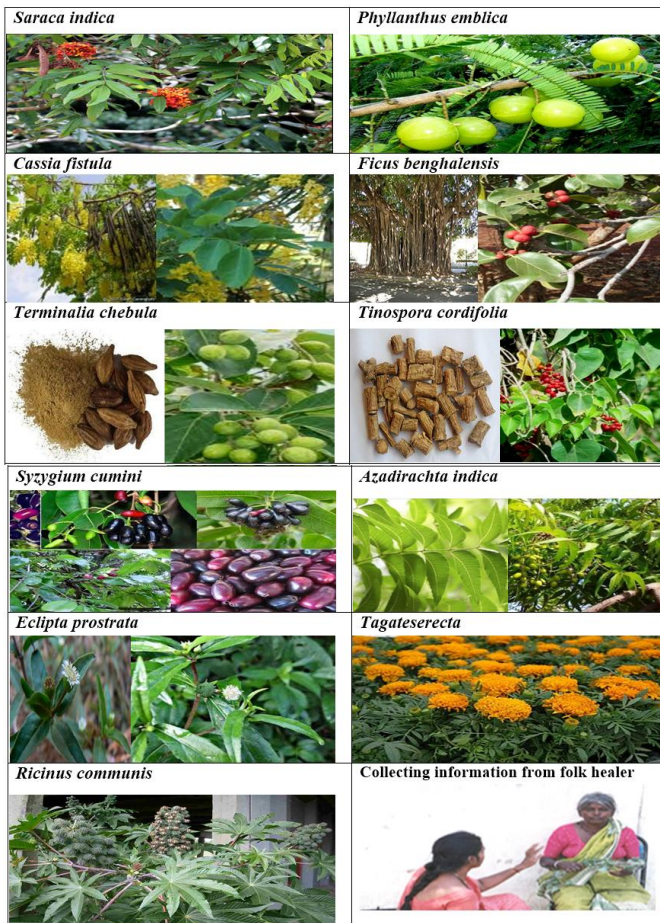 Saraca indica
Phyllanthus emblica
Cassia fistula
Ficus benghalensis
Terminalia chebula
Tinospora cordifolia
Syzygium cumini
Azadirachta indica
Eclipta prostrata
Tagateserecta
Ricinus communis
Collecting information from folk healer